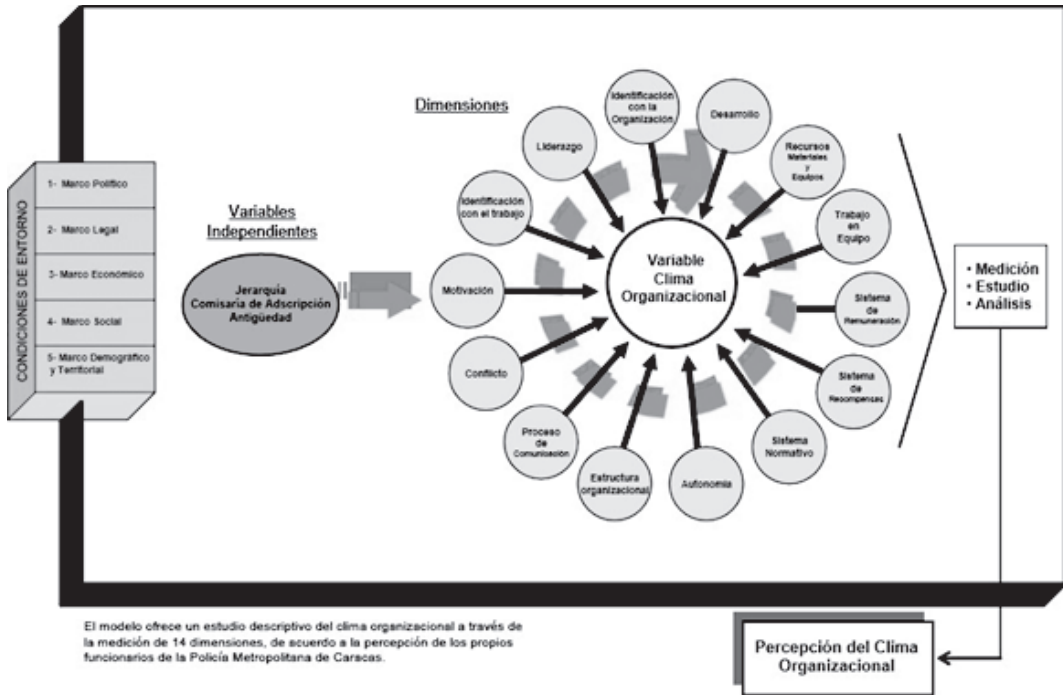 CONDICIONES DE ENTORNO
1- Marco Político
2- Marco Legal
3- Marco Económico
4- Marco Social
5- Marco Demográfico
y Territorial
Variables
Independientes
Jerarquía
Comisaría de Adscripción
Antigüedad
Dimensiones
Identificación
con la
Organización
Desarrollo
Recursos
Materiales
y
Equipos
Trabajo
en
Equipo
Sistema
de
Remuneración
Sistema
de
Recompensas
Sistema
Normativo
Autonomía
Estructura
organizacional
Proceso
de
Comunicación
Conflicto
Motivación
Identificación
con el trabajo
Liderazgo
Variable
Clima
Organizacional
• Medición
• Estudio
• Análisis
El modelo ofrece un estudio descriptivo del clima organizacional a través de
la medición de 14 dimensiones, de acuerdo a la percepción de los propios
funcionarios de la Policía Metropolitana de Caracas.
Percepción del Clima
Organizacional